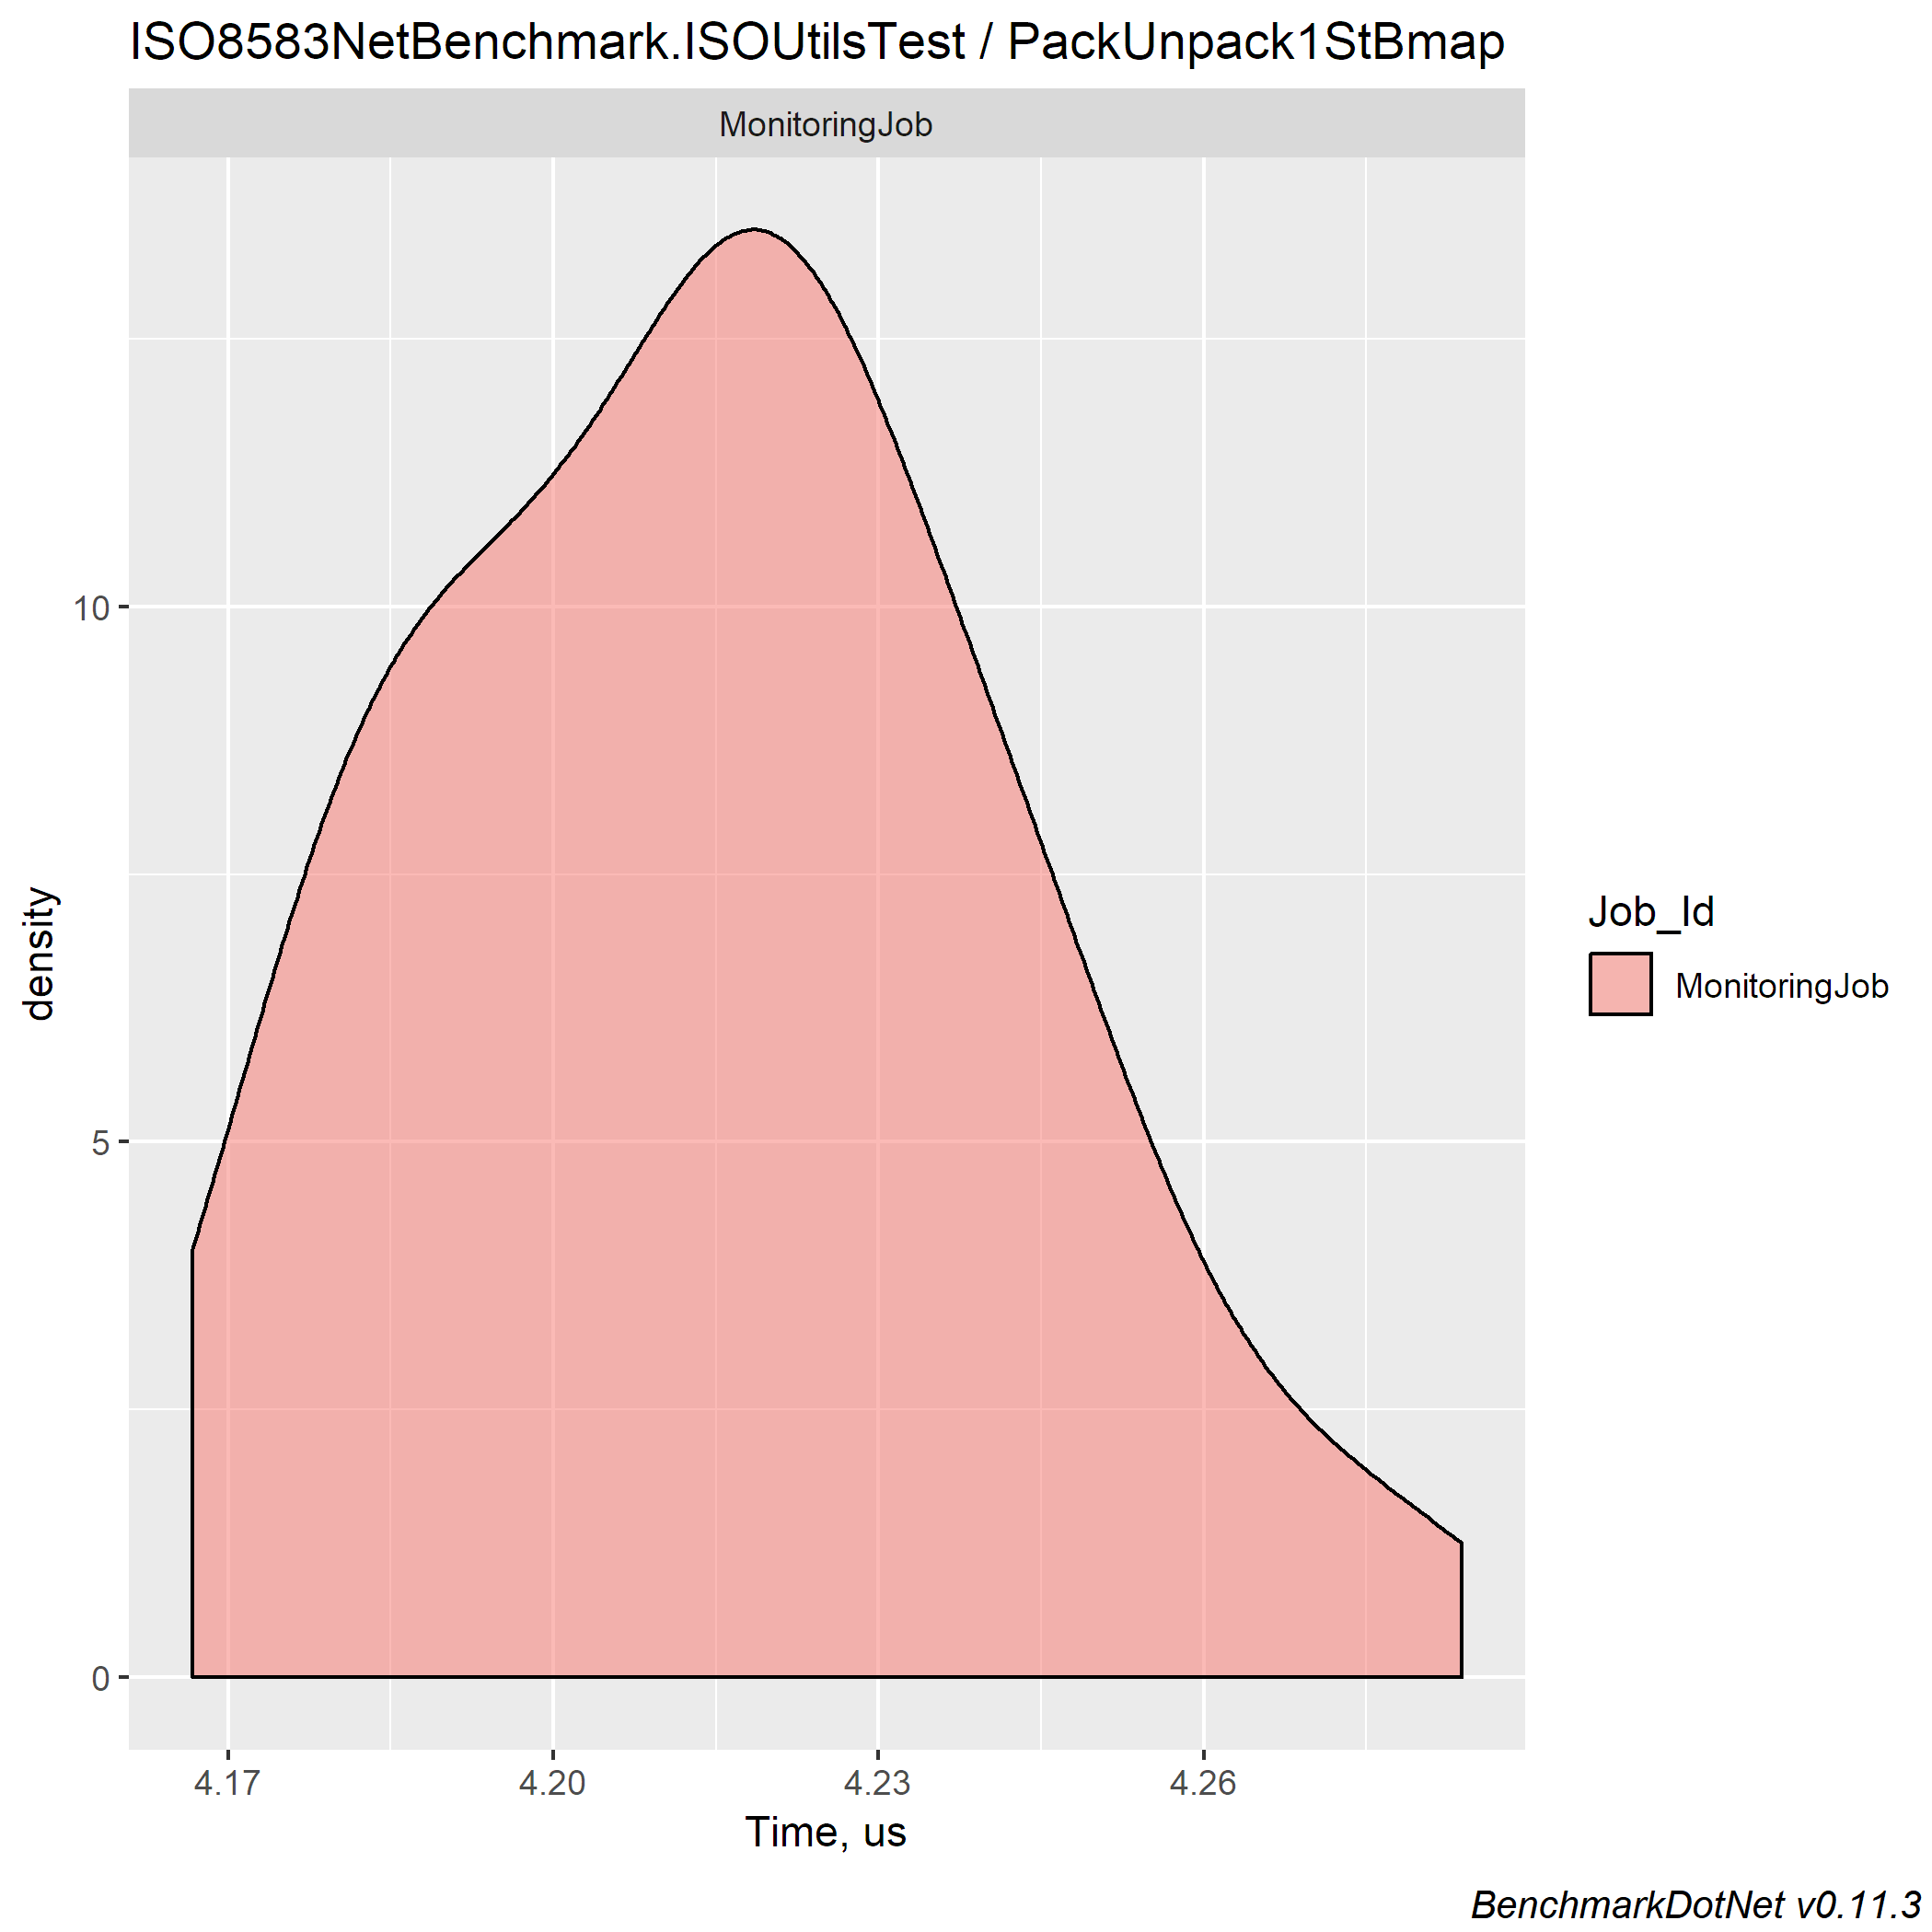 ISO8583NetBenchmark.ISOUtilsTest / PackUnpack1StBmap
MonitoringJob
10
5
0
density
4.17 4.20 4.23 4.26
Time, us
Job_Id
MonitoringJob
BenchmarkDotNet v0.11.3